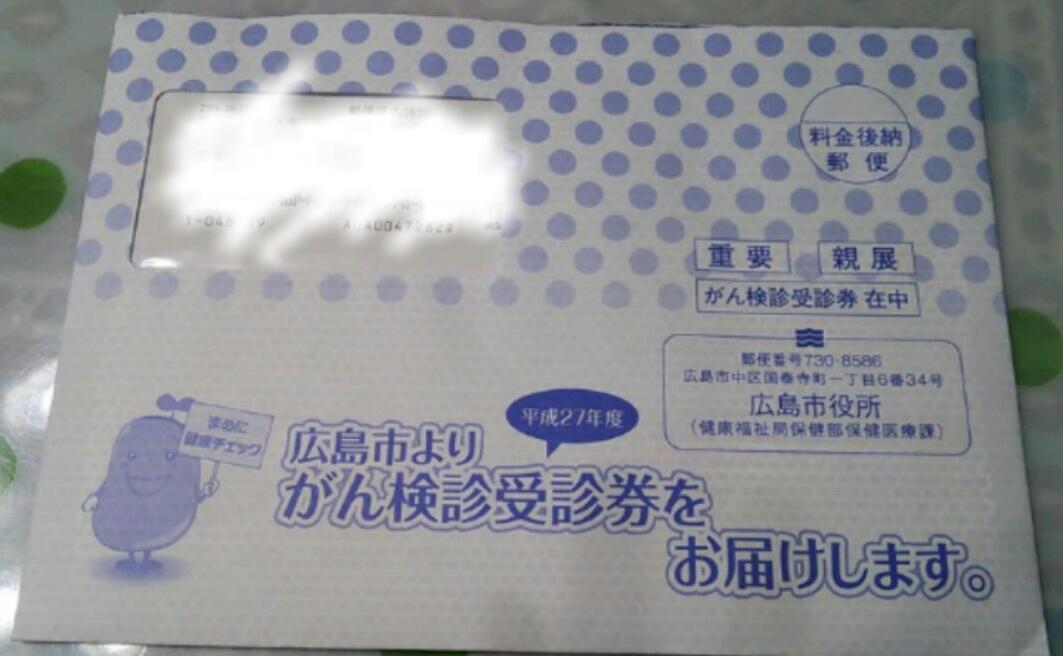 料金後納
郵便
重要
親展
がん検診受診券 在中
郵便番号730-8586
広島市中区国泰寺町一丁目6番34号
広島市役所
(健康福祉局保健部保健医療課)
まめに
健康チェック
平成27年度
広島市より
がん検診受診券を
お届けします。